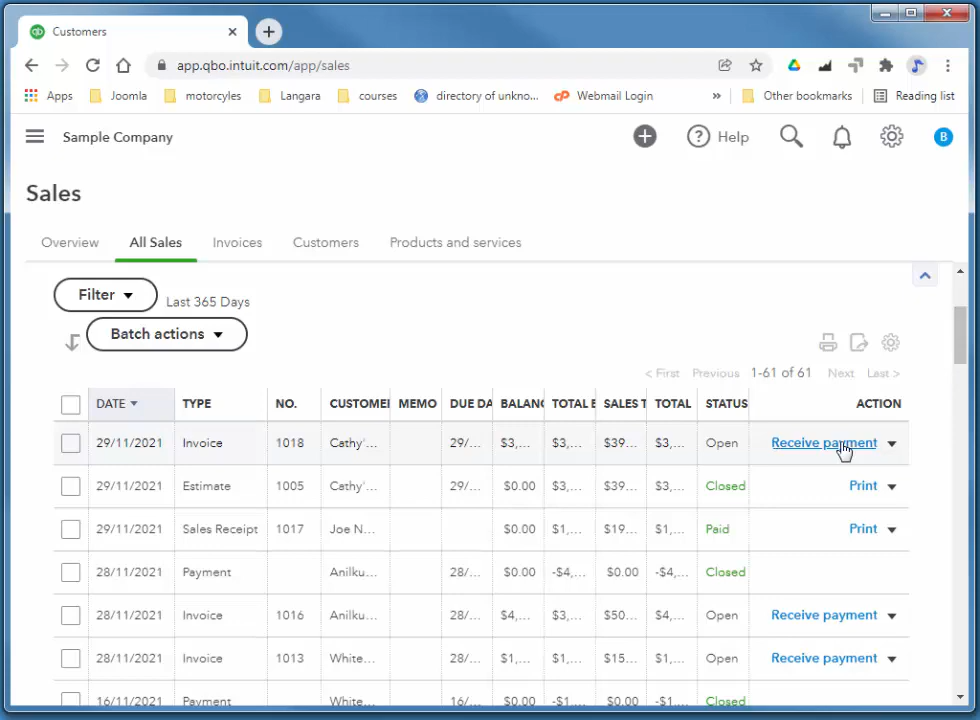 Customers
app.qbo.intuit.com/app/sales
Apps Joomla motorcyles Langara courses directory of unkno... Webmail Login » Other bookmarks Reading list
Sample Company Help B
Sales
Overview All Sales Invoices Customers Products and services
Filter Last 365 Days
Batch actions
< First Previous 1-61 of 61 Next Last >
DATE TYPE NO. CUSTOMEI MEMO DUE DA BALANC TOTAL E SALES T TOTAL STATUS ACTION
29/11/2021 Invoice 1018 Cathy'... 29/... $3,... $3,... $39... $3,... Open Receive payment
29/11/2021 Estimate 1005 Cathy'... 29/... $0.00 $3,... $39... $3,... Closed Print
29/11/2021 Sales Receipt 1017 Joe N... $0.00 $1,... $19... $1,... Paid Print
28/11/2021 Payment Anilku... 28/... $0.00 -$4,... $0.00 -$4,... Closed
28/11/2021 Invoice 1016 Anilku... 28/... $4,... $3,... $50... $4,... Open Receive payment
28/11/2021 Invoice 1013 White... 28/... $1,... $1,... $15... $1,... Open Receive payment
16/11/2021 Payment White... 16/... $0.00 -$1... $0.00 -$1... Closed